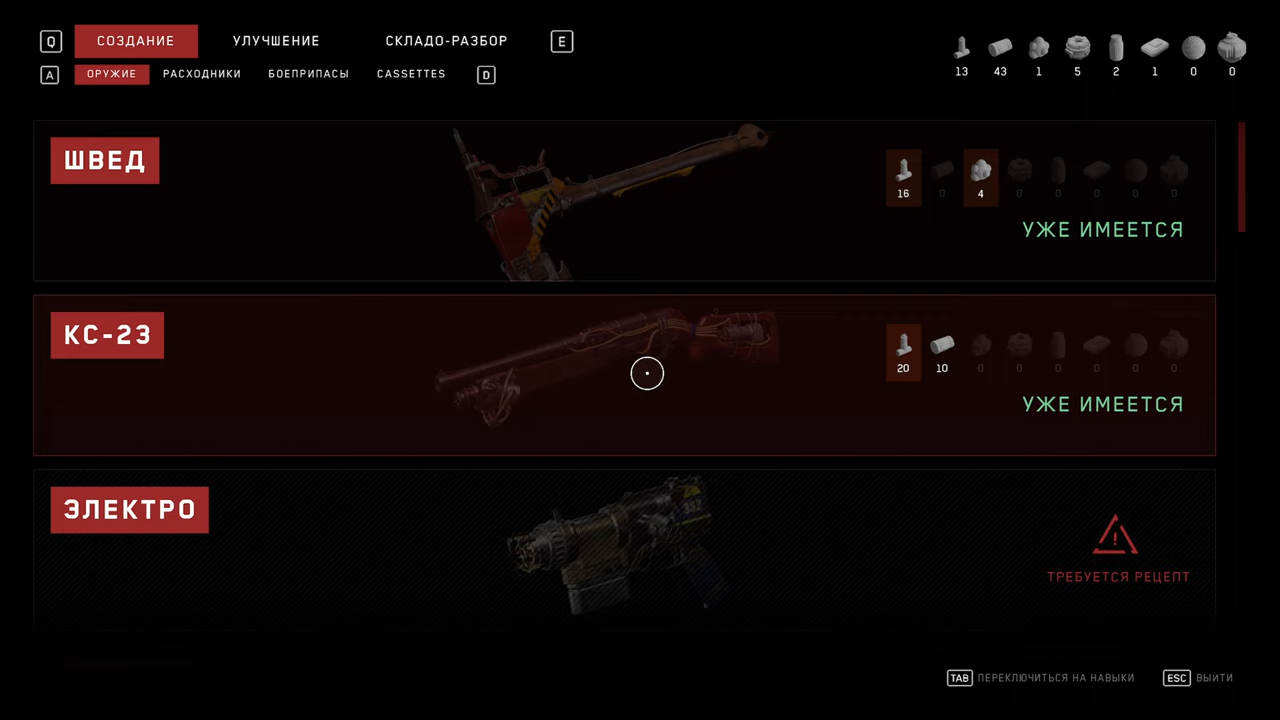 Q СОЗДАНИЕ УЛУЧШЕНИЕ СКЛАДО-РАЗБОР E
A ОРУЖИЕ РАСХОДНИКИ БОЕПРИПАСЫ CASSETTES D
13 43 1 5 2 1 0 0
ШВЕД
16 0 4 0 0 0 0 0
УЖЕ ИМЕЕТСЯ
КС-23
20 10 0 0 0 0 0 0
УЖЕ ИМЕЕТСЯ
ЭЛЕКТРО
332
ТРЕБУЕТСЯ РЕЦЕПТ
TAB ПЕРЕКЛЮЧИТЬСЯ НА НАВЫКИ ESC ВЫЙТИ